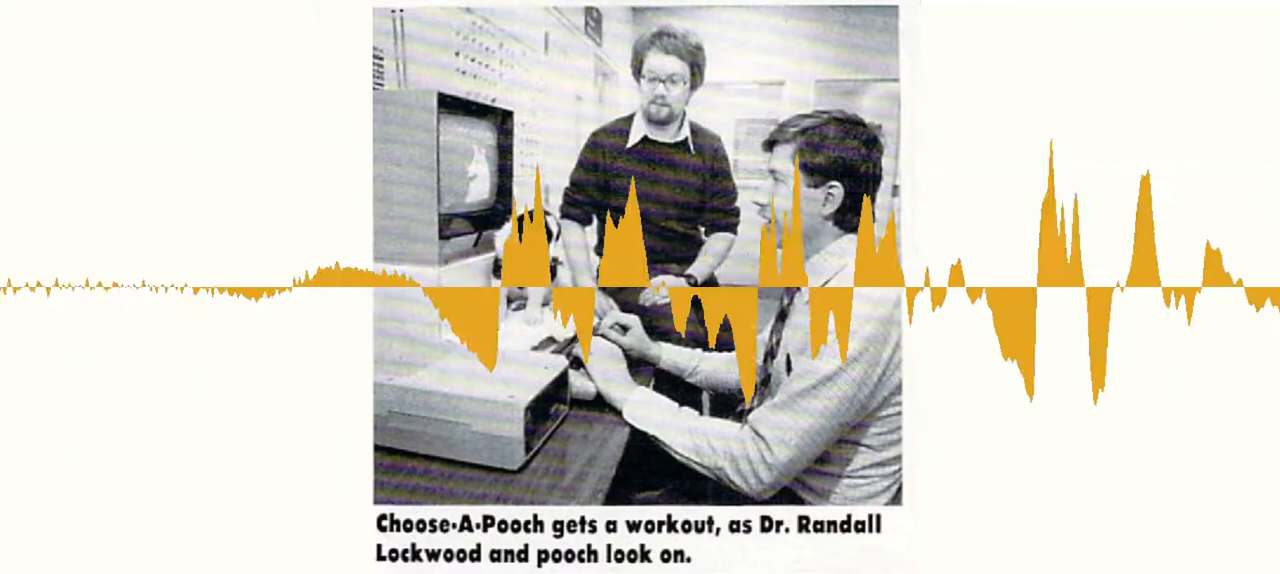 Choose-A-Pooch gets a workout, as Dr. Randall
Lockwood and pooch look on.